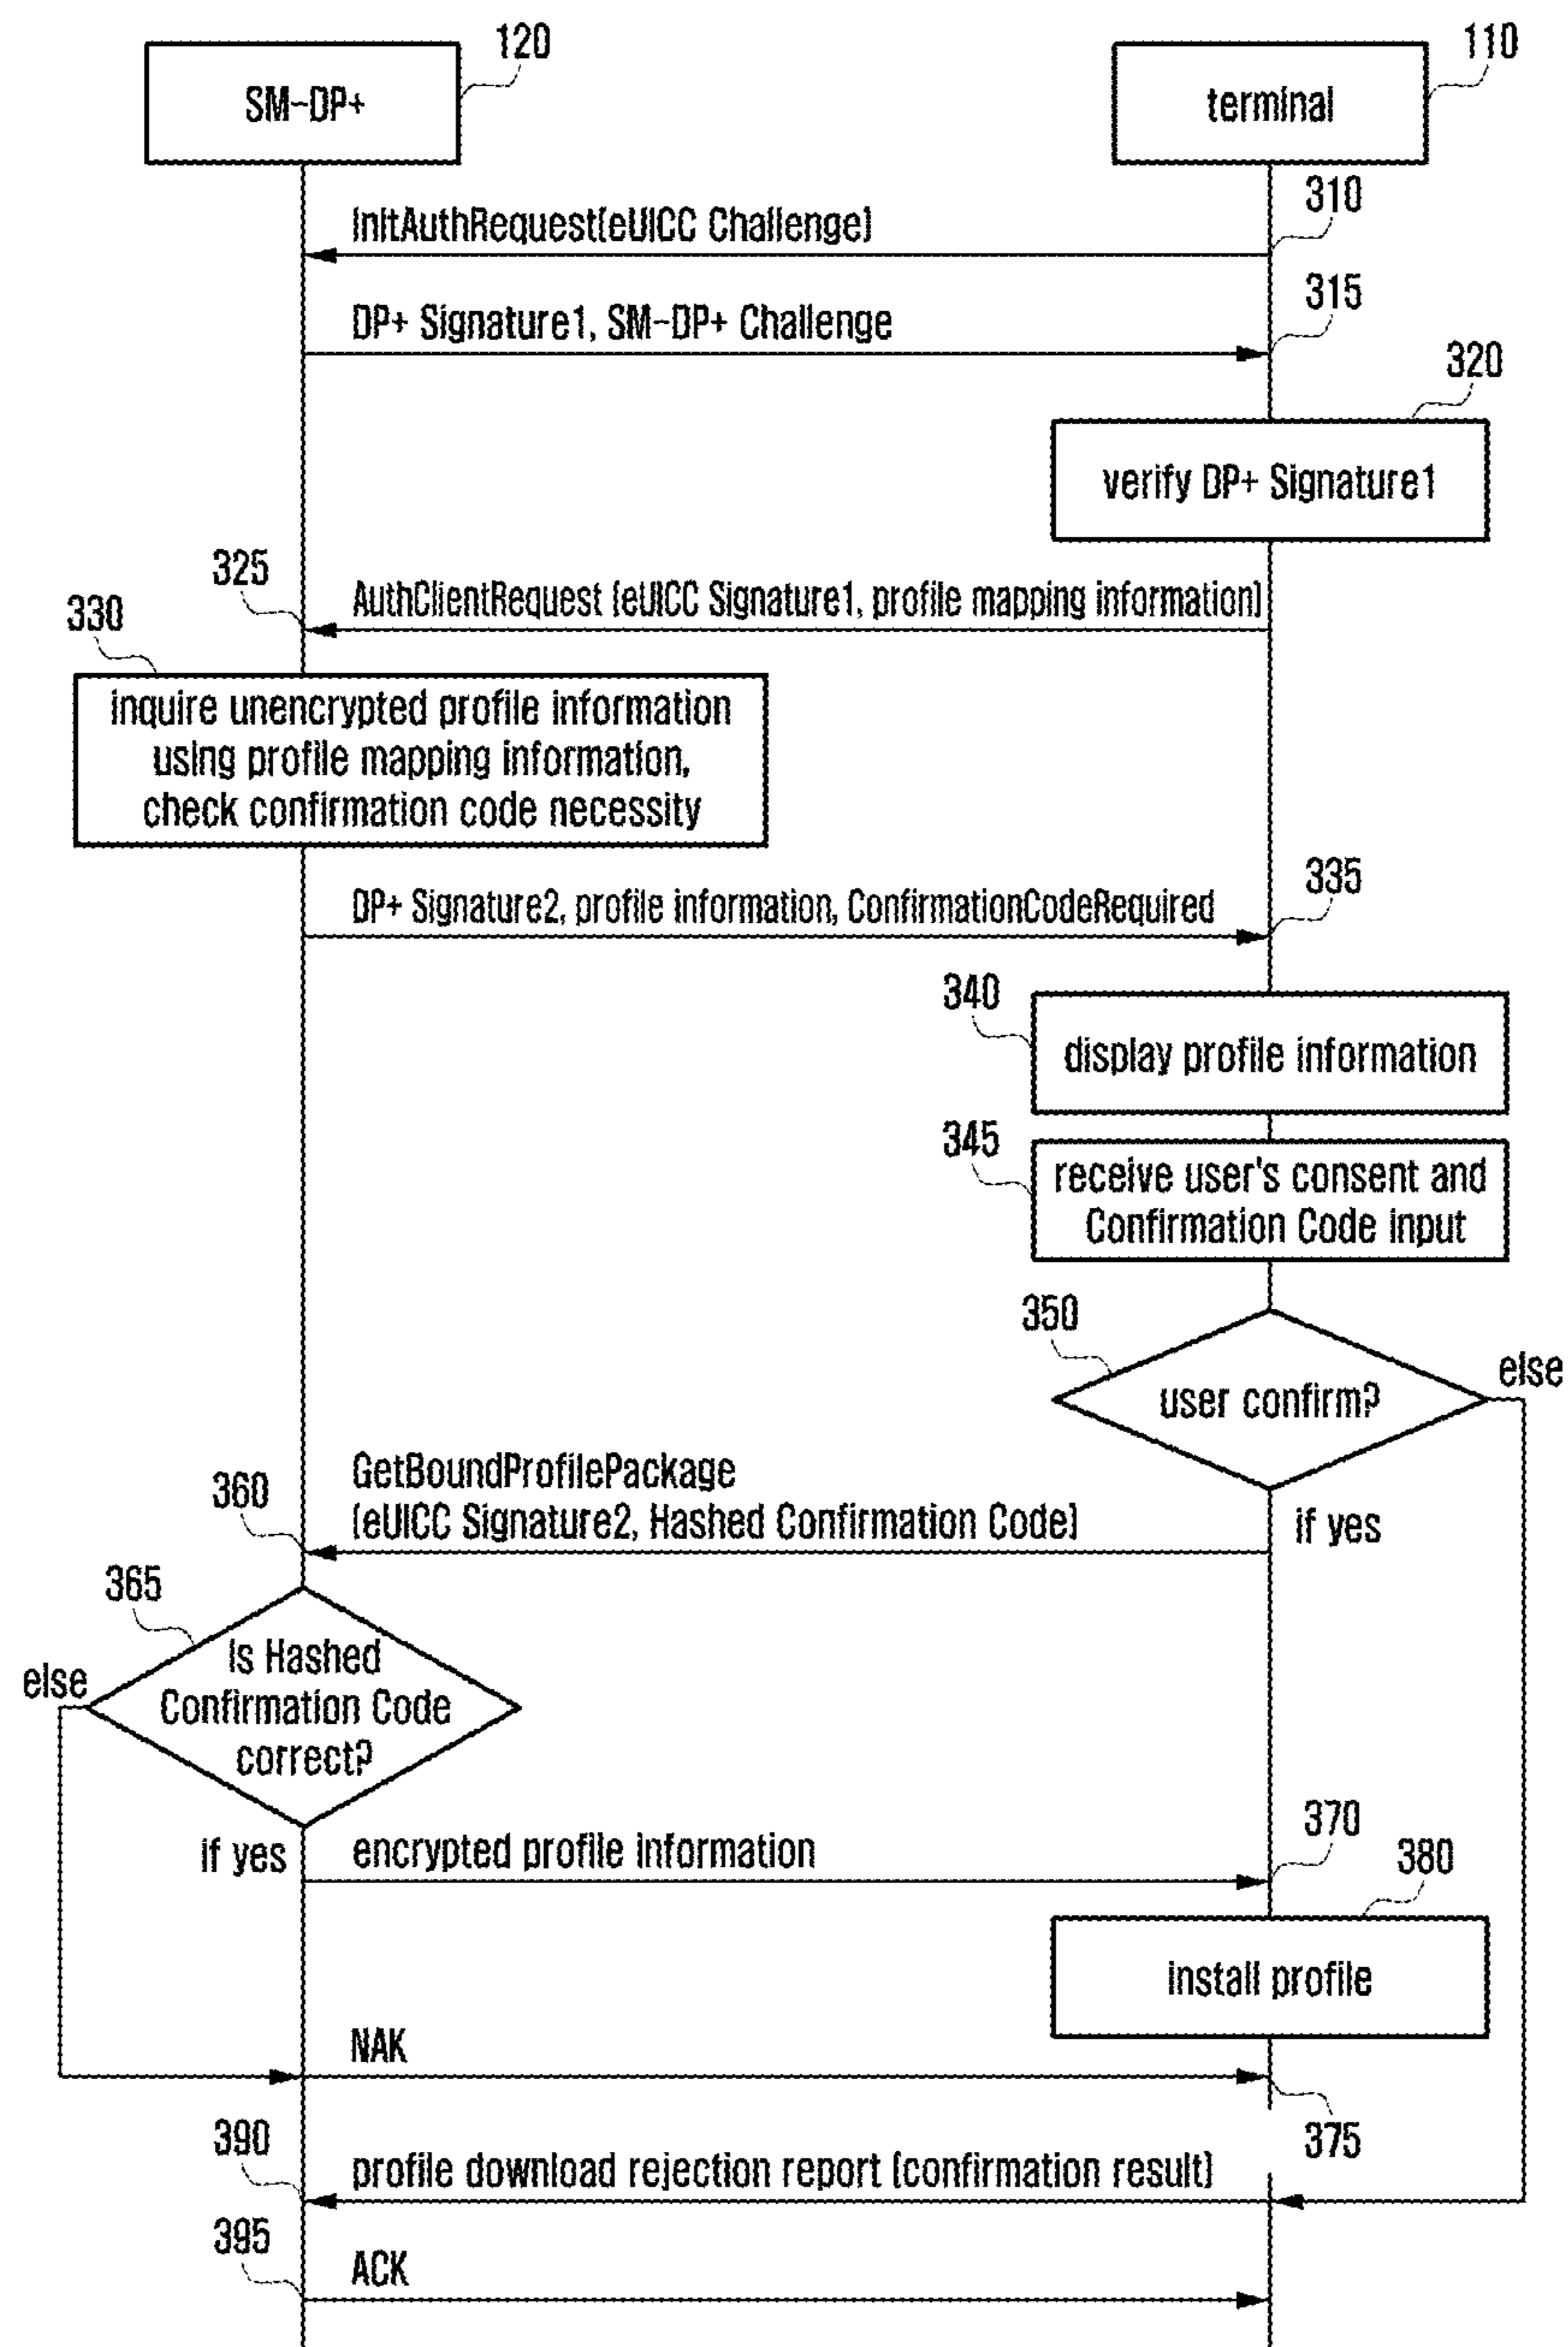 120
110
SM-DP+
terminal
310
InitAuthRequest(eUICC Challenge)
315
DP+ Signature1, SM-DP+ Challenge
320
verify DP+ Signature1
325
AuthClientRequest (eUICC Signature1, profile mapping information)
330
inquire unencrypted profile information
using profile mapping information,
check confirmation code necessity
335
DP+ Signature2, profile information, ConfirmationCodeRequired
340
display profile information
345
receive user's consent and
Confirmation Code input
350
else
user confirm?
GetBoundProfilePackage
360
(eUICC Signature2, Hashed Confirmation Code)
if yes
365
else
Is Hashed
Confirmation Code
correct?
370
if yes
encrypted profile information
380
install profile
NAK
375
390
profile download rejection report (confirmation result)
395
ACK